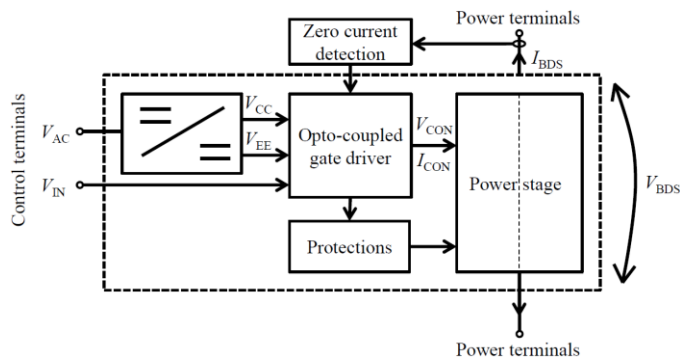 Power terminals
Zero current
detection
I_BDS
Control terminals
V_AC
V_IN
V_CC
V_EE
Opto-coupled
gate driver
V_CON
I_CON
Power stage
V_BDS
Protections
Power terminals